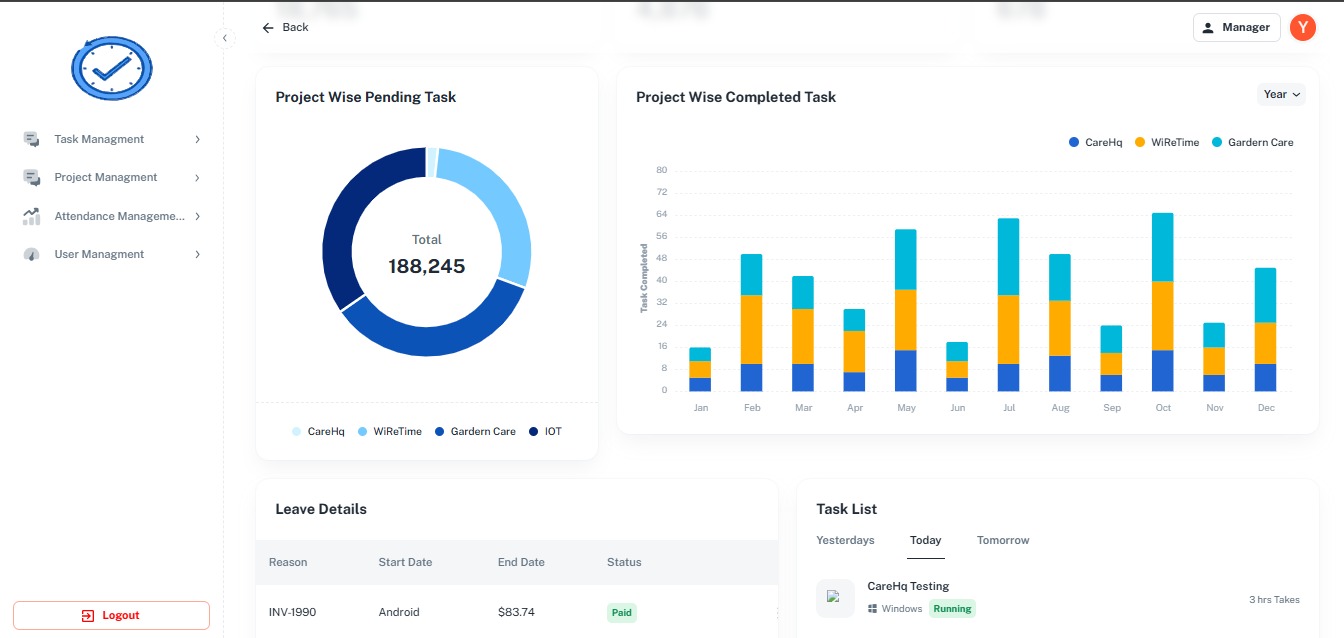 Back
Manager
Y
Task Managment
Project Managment
Attendance Manageme...
User Managment
Logout
Project Wise Pending Task
Total
188,245
CareHq WiReTime Gardern Care IOT
Project Wise Completed Task
Year
CareHq WiReTime Gardern Care
Task Completed
80
72
64
56
48
40
32
24
16
8
0
Jan Feb Mar Apr May Jun Jul Aug Sep Oct Nov Dec
Leave Details
Reason Start Date End Date Status
INV-1990 Android $83.74 Paid
Task List
Yesterdays Today Tomorrow
CareHq Testing
Windows Running
3 hrs Takes